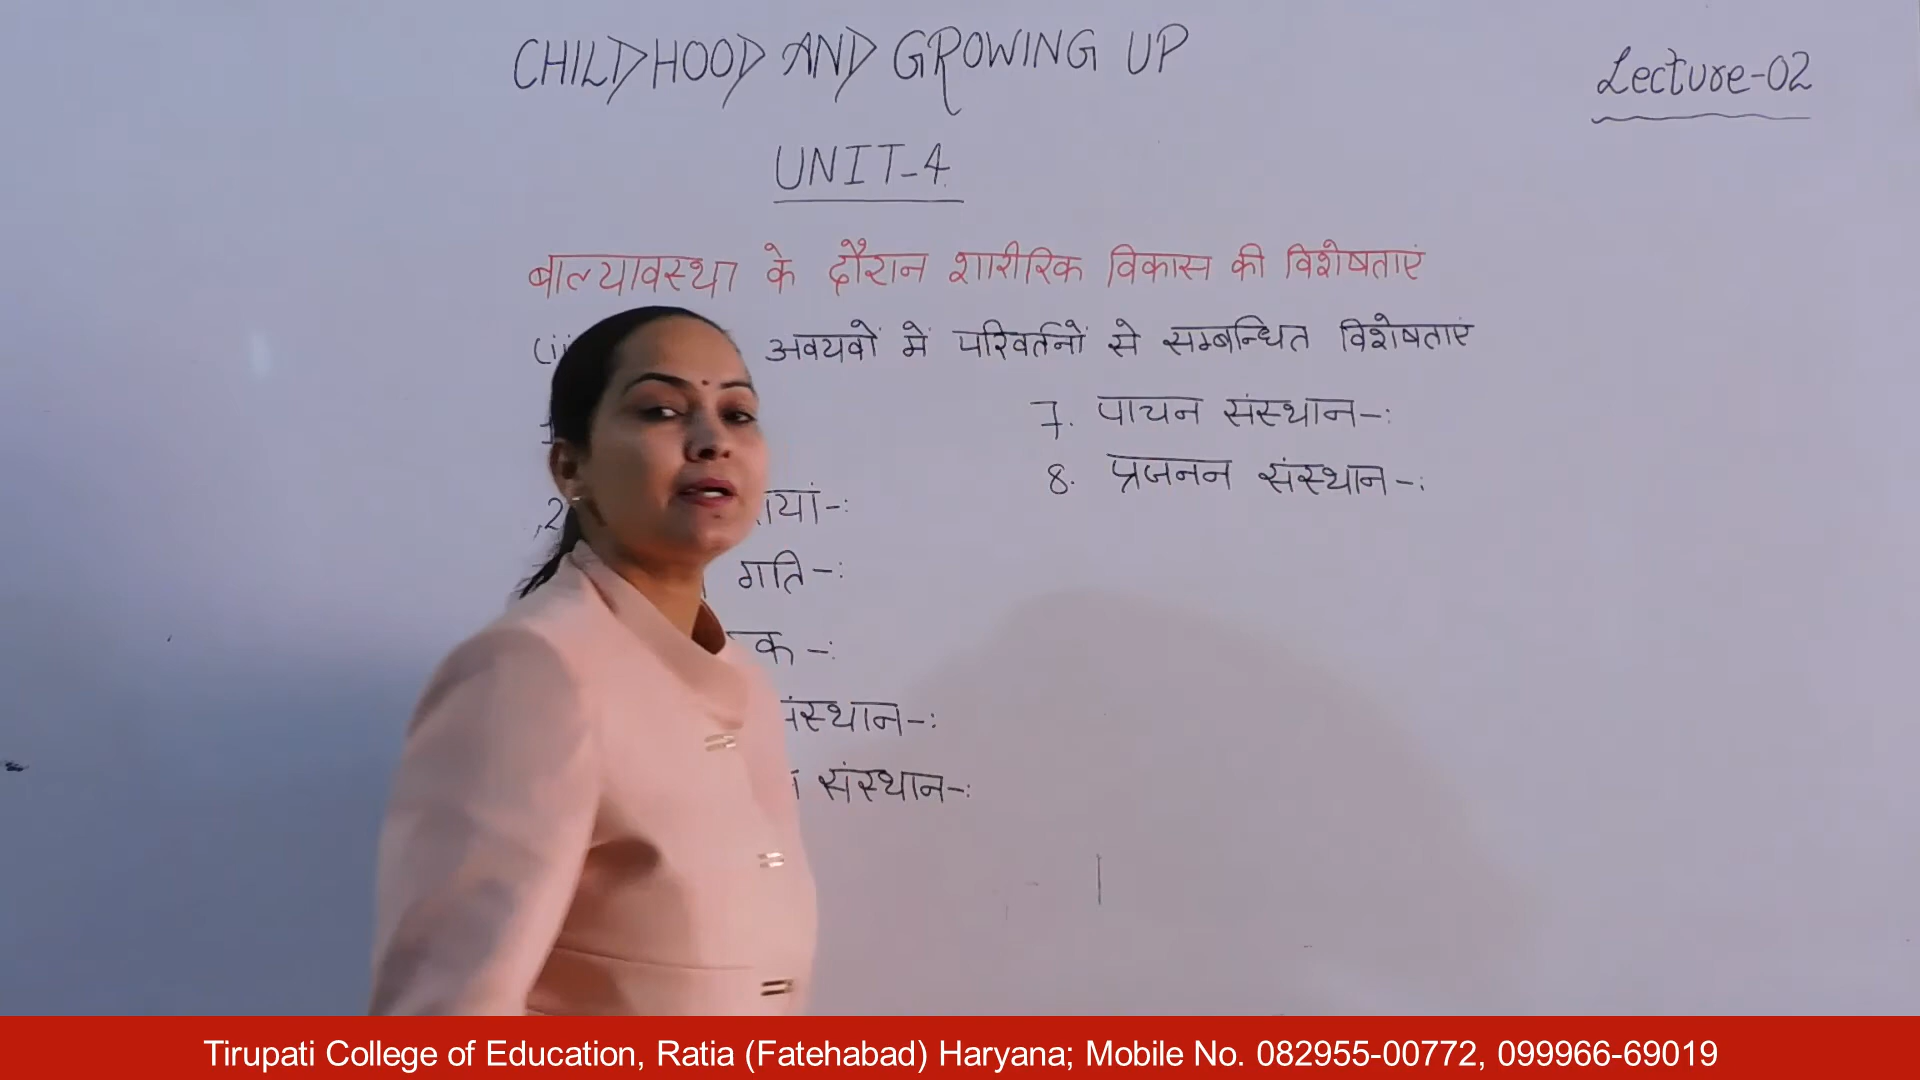 CHILDHOOD AND GROWING UP
Lecture-02
UNIT-4
बाल्यावस्था के दौरान शारीरिक विकास की विशेषताएं
अवयवों में परिवर्तनों से सम्बन्धित विशेषताएं
7. पाचन संस्थान-:
8. प्रजनन संस्थान-:
गति-:
संस्थान-:
संस्थान-:
Tirupati College of Education, Ratia (Fatehabad) Haryana; Mobile No. 082955-00772, 099966-69019